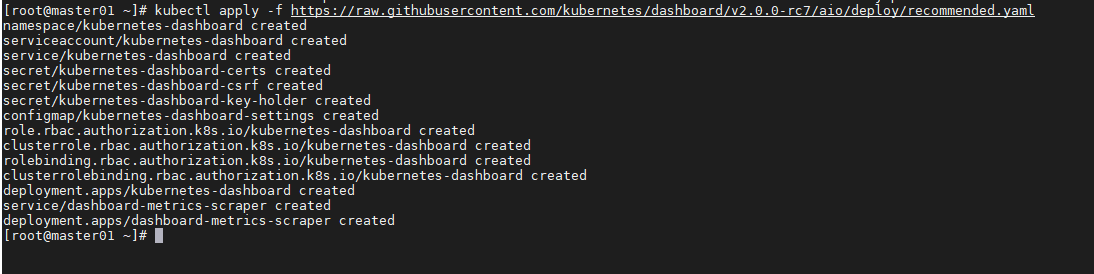 [root@master01 ~]# kubectl apply -f https://raw.githubusercontent.com/kubernetes/dashboard/v2.0.0-rc7/aio/deploy/recommended.yaml
namespace/kubernetes-dashboard created
serviceaccount/kubernetes-dashboard created
service/kubernetes-dashboard created
secret/kubernetes-dashboard-certs created
secret/kubernetes-dashboard-csrf created
secret/kubernetes-dashboard-key-holder created
configmap/kubernetes-dashboard-settings created
role.rbac.authorization.k8s.io/kubernetes-dashboard created
clusterrole.rbac.authorization.k8s.io/kubernetes-dashboard created
rolebinding.rbac.authorization.k8s.io/kubernetes-dashboard created
clusterrolebinding.rbac.authorization.k8s.io/kubernetes-dashboard created
deployment.apps/kubernetes-dashboard created
service/dashboard-metrics-scraper created
deployment.apps/dashboard-metrics-scraper created
[root@master01 ~]#